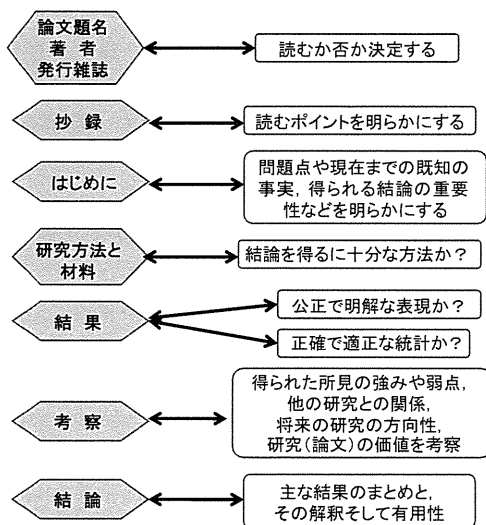 論文題名
著 者
発行雑誌
読むか否か決定する
抄 録
読むポイントを明らかにする
はじめに
問題点や現在までの既知の
事実，得られる結論の重要
性などを明らかにする
研究方法と
材料
結論を得るに十分な方法か？
結 果
公正で明解な表現か？
正確で適正な統計か？
考 察
得られた所見の強みや弱点，
他の研究との関係，
将来の研究の方向性，
研究（論文）の価値を考察
結 論
主な結果のまとめと，
その解釈そして有用性